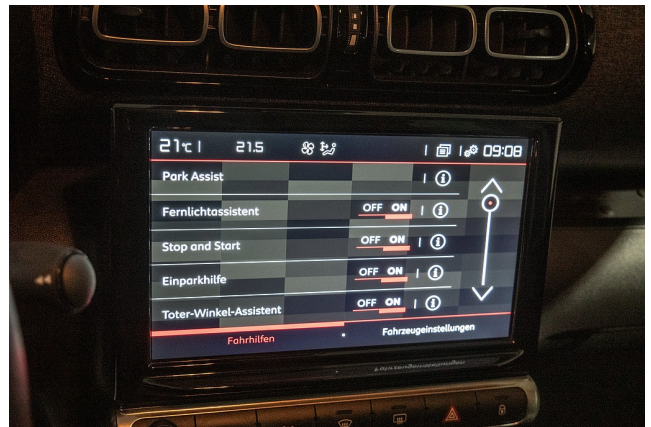 21°C | 21.5 09:08
Park Assist
Fernlichtassistent OFF ON
Stop and Start OFF ON
Einparkhilfe OFF ON
Toter-Winkel-Assistent OFF ON
Fahrhilfen Fahrzeugeinstellungen